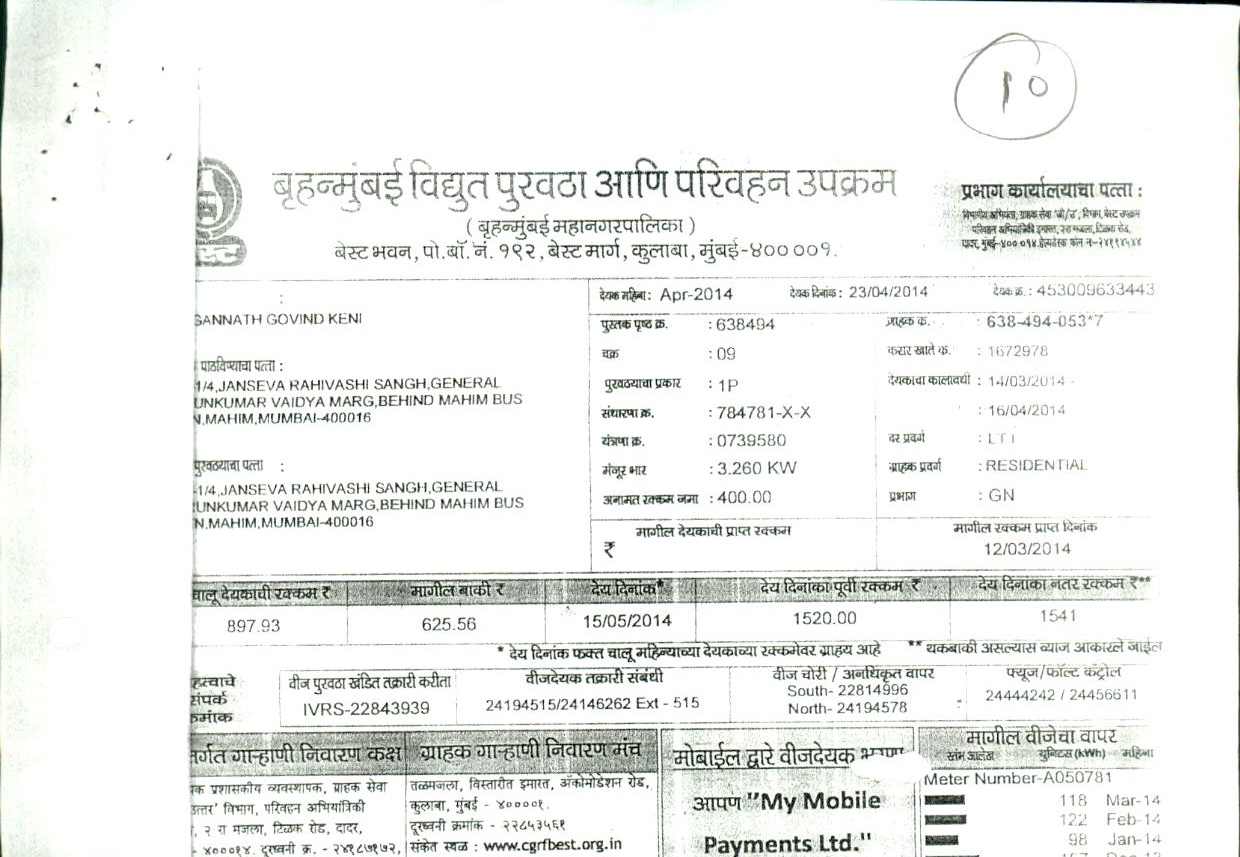 10
बृहन्मुंबई विद्युत पुरवठा आणि परिवहन उपक्रम
( बृहन्मुंबई महानगरपालिका )
बेस्ट भवन, पो.बॉ. नं. १९२, बेस्ट मार्ग, कुलाबा, मुंबई-४०० ००१.
प्रभाग कार्यालयाचा पत्ता :
देयक महिना : Apr-2014 देयक दिनांक : 23/04/2014 देयक क्र. : 453009633443
:
GANNATH GOVIND KENI
पाठविण्याचा पत्ता :
1/4,JANSEVA RAHIVASHI SANGH,GENERAL
UNKUMAR VAIDYA MARG,BEHIND MAHIM BUS
N,MAHIM,MUMBAI-400016
पुरवठयाचा पत्ता :
-1/4,JANSEVA RAHIVASHI SANGH,GENERAL
UNKUMAR VAIDYA MARG,BEHIND MAHIM BUS
N,MAHIM,MUMBAI-400016
पुस्तक पृष्ठ क्र. : 638494
चक्र : 09
पुरवठयाचा प्रकार : 1P
संधारणा क्र. : 784781-X-X
यंत्रणा क्र. : 0739580
मंजूर भार : 3.260 KW
अनामत रक्कम जमा : 400.00
ग्राहक क्र. : 638-494-053*7
करार खाते क्र. : 1672978
देयकाचा कालावधी : 14/03/2014 -
: 16/04/2014
दर प्रवर्ग : LT I
ग्राहक प्रवर्ग : RESIDENTIAL
प्रभाग : GN
मागील देयकाची प्राप्त रक्कम
₹
मागील रक्कम प्राप्त दिनांक
12/03/2014
चालू देयकाची रक्कम ₹ मागील बाकी ₹ देय दिनांक* देय दिनांका पूर्वी रक्कम ₹ देय दिनांका नंतर रक्कम ₹**
897.93 625.56 15/05/2014 1520.00 1541
* देय दिनांक फक्त चालू महिन्याच्या देयकाच्या रक्कमेवर ग्राहय आहे ** थकबाकी असल्यास व्याज आकारले जाईल
हत्वाचे
संपर्क
क्रमांक
वीज पुरवठा खंडित तक्रारी करीता
IVRS-22843939
वीजदेयक तक्रारी संबंधी
24194515/24146262 Ext - 515
वीज चोरी / अनधिकृत वापर
South- 22814996
North- 24194578
फ्यूज/फॉल्ट कंट्रोल
24444242 / 24456611
तर्गत गाऱ्हाणी निवारण कक्ष
क प्रशासकीय व्यवस्थापक, ग्राहक सेवा
उत्तर' विभाग, परिवहन अभियांत्रिकी
, २ रा मजला, टिळक रोड, दादर,
- ४०००१४. दूरध्वनी क्र. - २४१८७१७२,
ग्राहक गाऱ्हाणी निवारण मंच
तळमजला, विस्तारीत इमारत, ॲकोमोडेशन रोड,
कुलाबा, मुंबई - ४००००१.
दूरध्वनी क्रमांक - २२८५३५६१
संकेत स्थळ : www.cgrfbest.org.in
मोबाईल द्वारे वीजदेयक
आपण "My Mobile
Payments Ltd."
मागील वीजेचा वापर
स्तंभ आलेख युनिटस (kWh) महिना
Meter Number-A050781
118 Mar-14
122 Feb-14
98 Jan-14